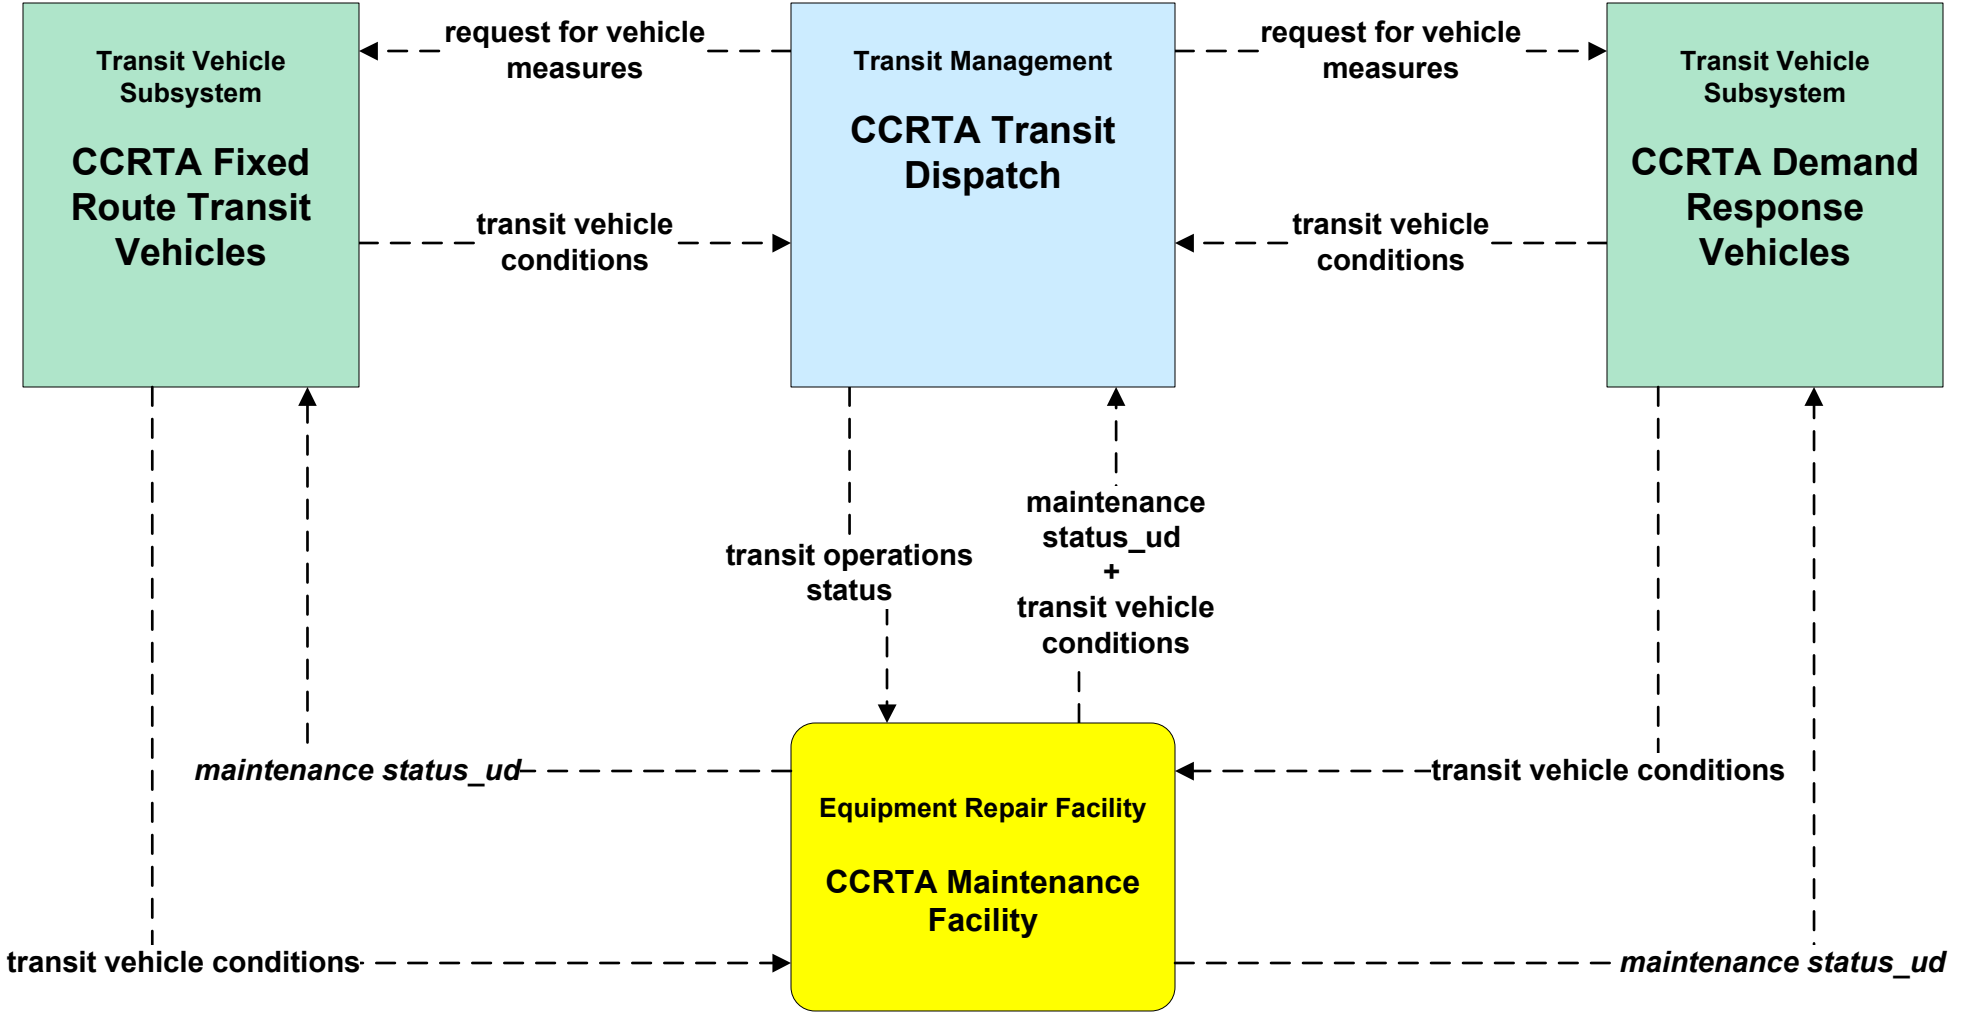 Transit Vehicle
Subsystem
CCRTA Fixed
Route Transit
Vehicles
request for vehicle
measures
transit vehicle
conditions
Transit Management
CCRTA Transit
Dispatch
request for vehicle
measures
transit vehicle
conditions
Transit Vehicle
Subsystem
CCRTA Demand
Response
Vehicles
transit operations
status
maintenance
status_ud
+
transit vehicle
conditions
maintenance status_ud
transit vehicle conditions
Equipment Repair Facility
CCRTA Maintenance
Facility
transit vehicle conditions
maintenance status_ud